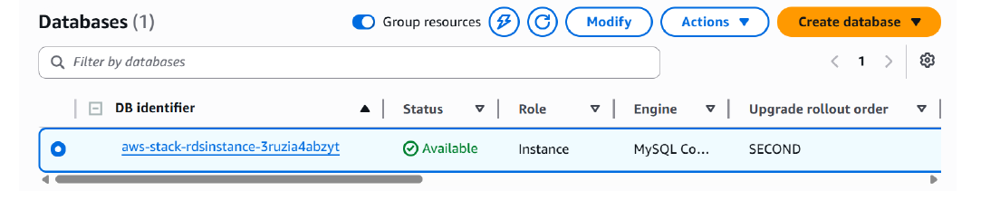 Databases (1) Group resources Modify Actions Create database
Filter by databases 1
DB identifier Status Role Engine Upgrade rollout order
aws-stack-rdsinstance-3ruzia4abzyt Available Instance MySQL Co... SECOND